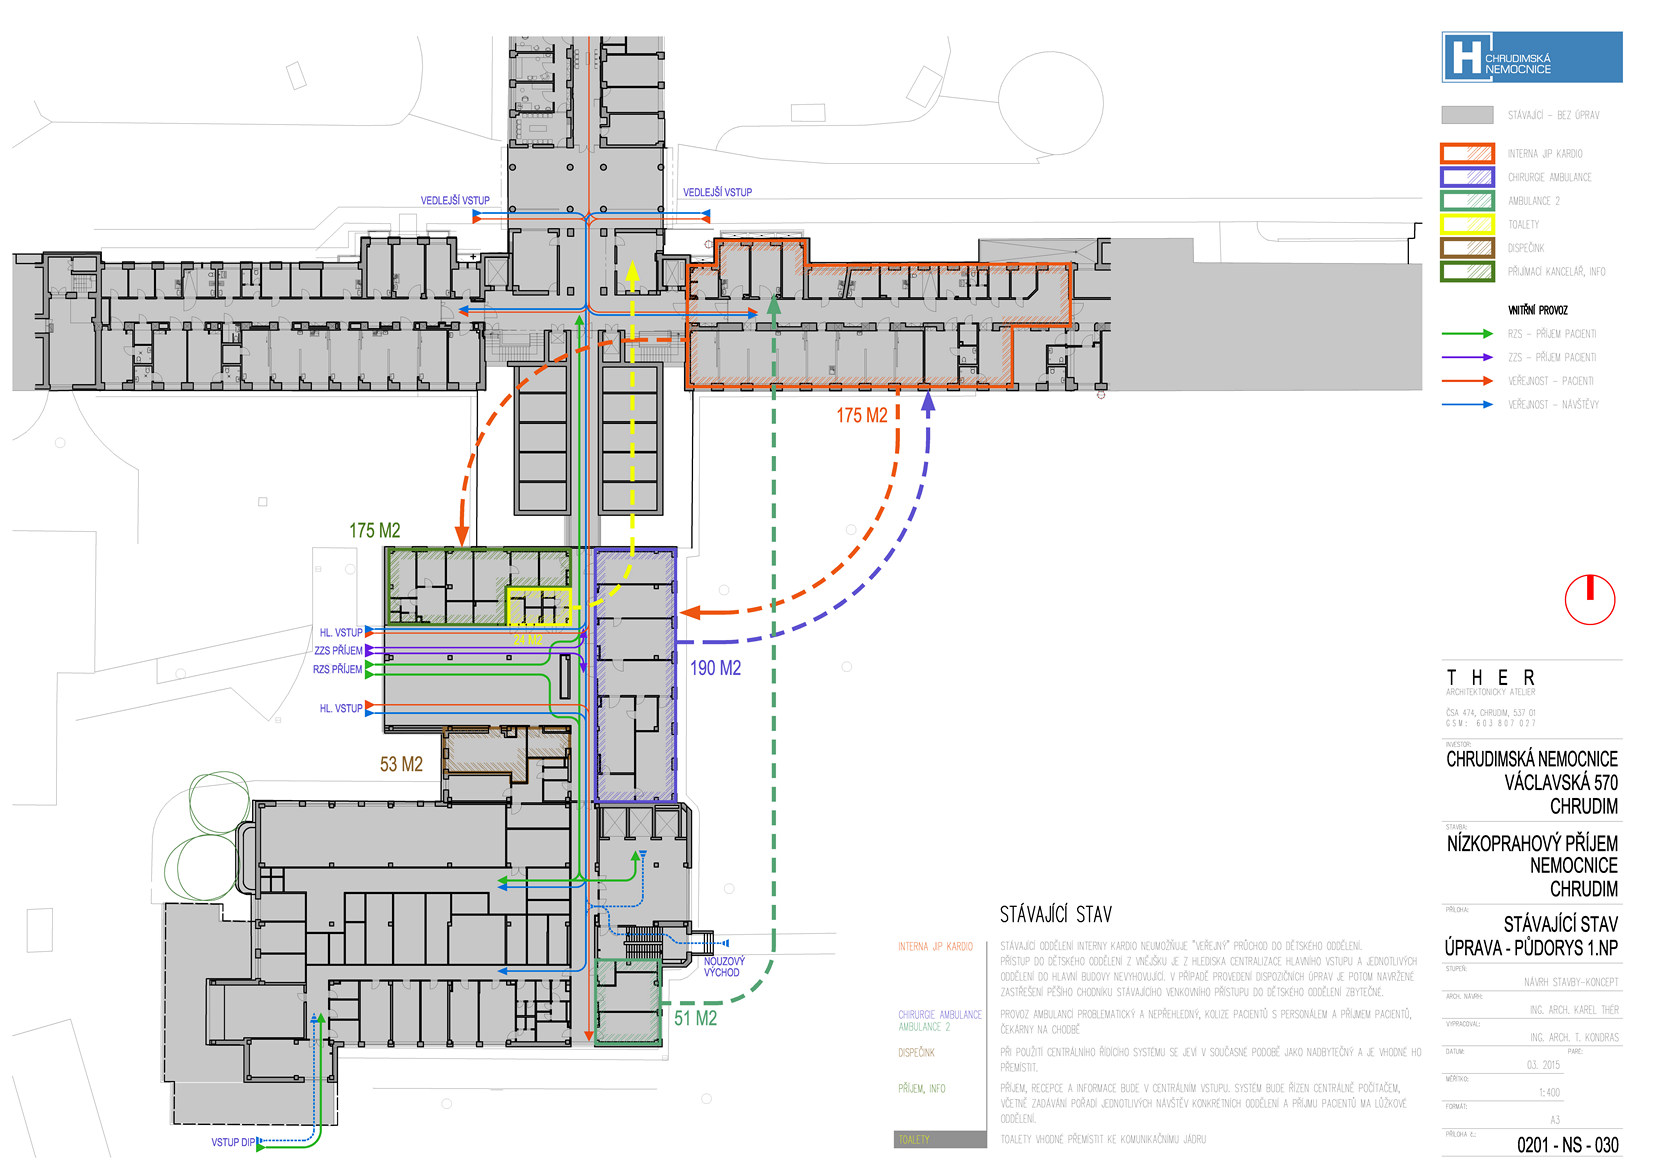 CHRUDIMSKÁ
NEMOCNICE
STÁVAJÍCÍ - BEZ ÚPRAV
INTERNA JIP KARDIO
CHIRURGIE AMBULANCE
AMBULANCE 2
TOALETY
DISPEČINK
PŘIJÍMACÍ KANCELÁŘ, INFO
VNITŘNÍ PROVOZ
RZS - PŘÍJEM PACIENTI
ZZS - PŘÍJEM PACIENTI
VEŘEJNOST - PACIENTI
VEŘEJNOST - NÁVŠTĚVY
VEDLEJŠÍ VSTUP
VEDLEJŠÍ VSTUP
175 M2
175 M2
24 M2
HL. VSTUP
ZZS PŘÍJEM
RZS PŘÍJEM
190 M2
HL. VSTUP
53 M2
NOUZOVÝ
VÝCHOD
51 M2
VSTUP DIP
STÁVAJÍCÍ STAV
INTERNA JIP KARDIO
STÁVAJÍCÍ ODDĚLENÍ INTERNY KARDIO NEUMOŽŇUJE "VEŘEJNÝ" PRŮCHOD DO DĚTSKÉHO ODDĚLENÍ.
PŘÍSTUP DO DĚTSKÉHO ODDĚLENÍ Z VNĚJŠKU JE Z HLEDISKA CENTRALIZACE HLAVNÍHO VSTUPU A JEDNOTLIVÝCH
ODDĚLENÍ DO HLAVNÍ BUDOVY NEVYHOVUJÍCÍ. V PŘÍPADĚ PROVEDENÍ DISPOZIČNÍCH ÚPRAV JE POTOM NAVRŽENÉ
ZASTŘEŠENÍ PĚŠÍHO CHODNÍKU STÁVAJÍCÍHO VENKOVNÍHO PŘÍSTUPU DO DĚTSKÉHO ODDĚLENÍ ZBYTEČNÉ.
CHIRURGIE AMBULANCE
AMBULANCE 2
PROVOZ AMBULANCÍ PROBLEMATICKÝ A NEPŘEHLEDNÝ, KOLIZE PACIENTŮ S PERSONÁLEM A PŘÍJMEM PACIENTŮ,
ČEKÁRNY NA CHODBĚ
DISPEČINK
PŘI POUŽITÍ CENTRÁLNÍHO ŘÍDÍCÍHO SYSTÉMU SE JEVÍ V SOUČASNÉ PODOBĚ JAKO NADBYTEČNÝ A JE VHODNÉ HO
PŘEMÍSTIT.
PŘÍJEM, INFO
PŘÍJEM, RECEPCE A INFORMACE BUDE V CENTRÁLNÍM VSTUPU. SYSTÉM BUDE ŘÍZEN CENTRÁLNĚ POČÍTAČEM,
VČETNĚ ZADÁVÁNÍ POŘADÍ JEDNOTLIVÝCH NÁVŠTĚV KONKRETNÍCH ODDĚLENÍ A PŘÍJMU PACIENTŮ MA LŮŽKOVÉ
ODDĚLENÍ.
TOALETY
TOALETY VHODNÉ PŘEMÍSTIT KE KOMUNIKAČNÍMU JÁDRU
T H E R
ARCHITEKTONICKÝ ATELIER
ČSA 474, CHRUDIM, 537 01
GSM: 603 807 027
INVESTOR:
CHRUDIMSKÁ NEMOCNICE
VÁCLAVSKÁ 570
CHRUDIM
STAVBA:
NÍZKOPRAHOVÝ PŘÍJEM
NEMOCNICE
CHRUDIM
PŘÍLOHA:
STÁVAJÍCÍ STAV
ÚPRAVA - PŮDORYS 1.NP
STUPEŇ:
NÁVRH STAVBY-KONCEPT
ARCH. NÁVRH:
ING. ARCH. KAREL THÉR
VYPRACOVAL:
ING. ARCH. T. KONDRAS
DATUM:
PARÉ:
03. 2015
MĚŘÍTKO:
1:400
FORMÁT:
A3
PŘÍLOHA č.:
0201 - NS - 030